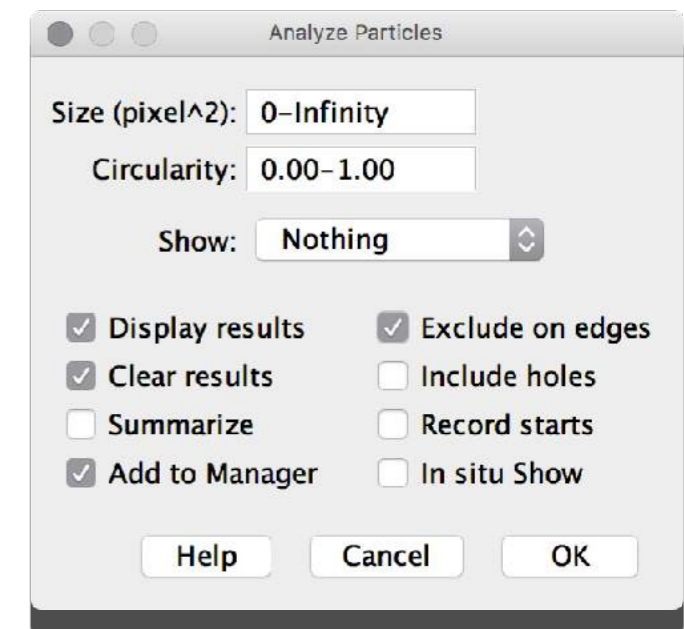 Analyze Particles
Size (pixel^2): 0-Infinity
Circularity: 0.00-1.00
Show: Nothing
Display results Exclude on edges
Clear results Include holes
Summarize Record starts
Add to Manager In situ Show
Help Cancel OK